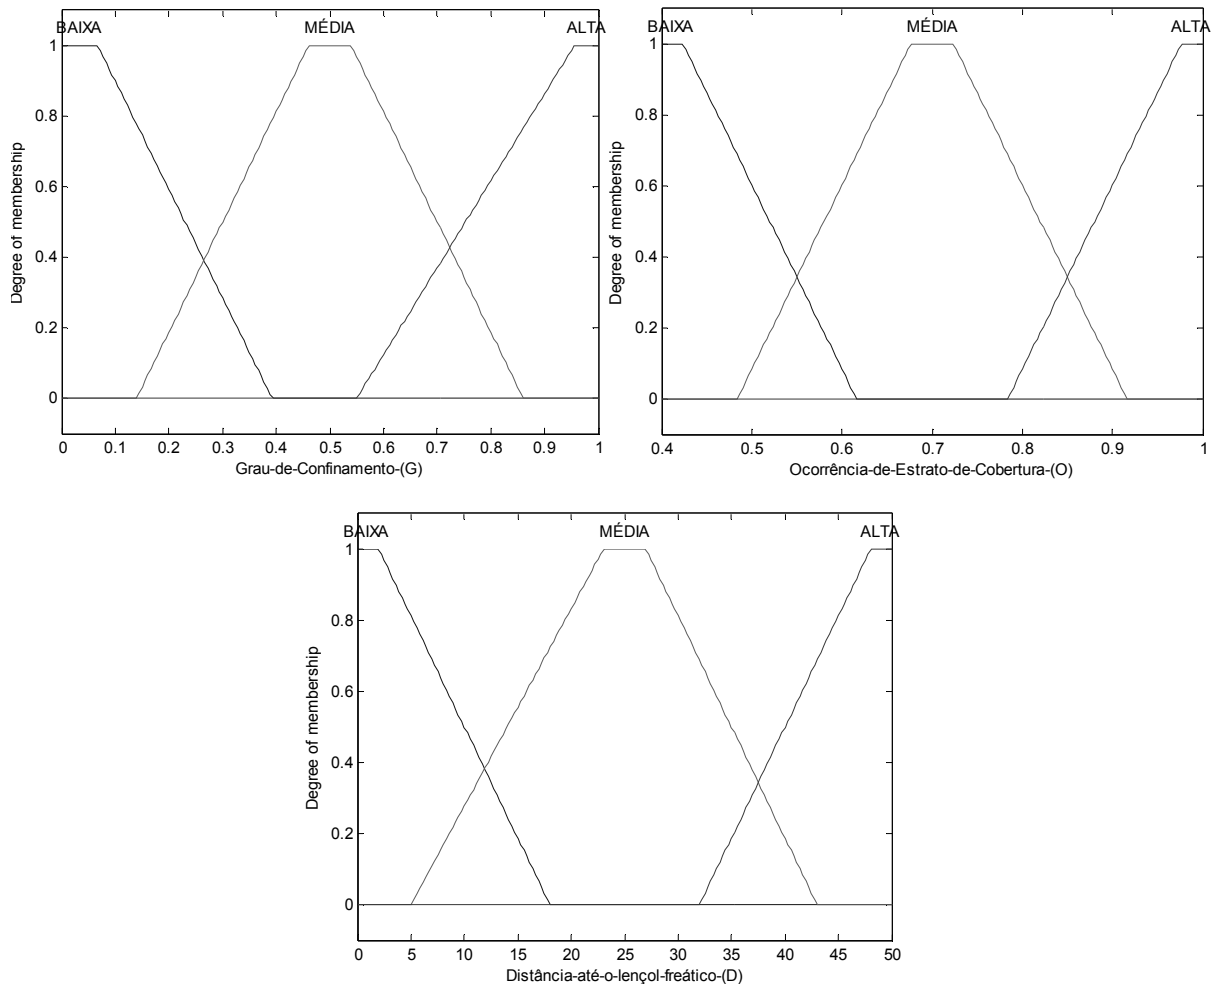 BAIXA MÉDIA ALTA
1
0.8
0.6
0.4
0.2
0
Degree of membership
0 0.1 0.2 0.3 0.4 0.5 0.6 0.7 0.8 0.9 1
Grau-de-Confinamento-(G)
BAIXA MÉDIA ALTA
1
0.8
0.6
0.4
0.2
0
Degree of membership
0.4 0.5 0.6 0.7 0.8 0.9 1
Ocorrência-de-Estrato-de-Cobertura-(O)
BAIXA MÉDIA ALTA
1
0.8
0.6
0.4
0.2
0
Degree of membership
0 5 10 15 20 25 30 35 40 45 50
Distância-até-o-lençol-freático-(D)